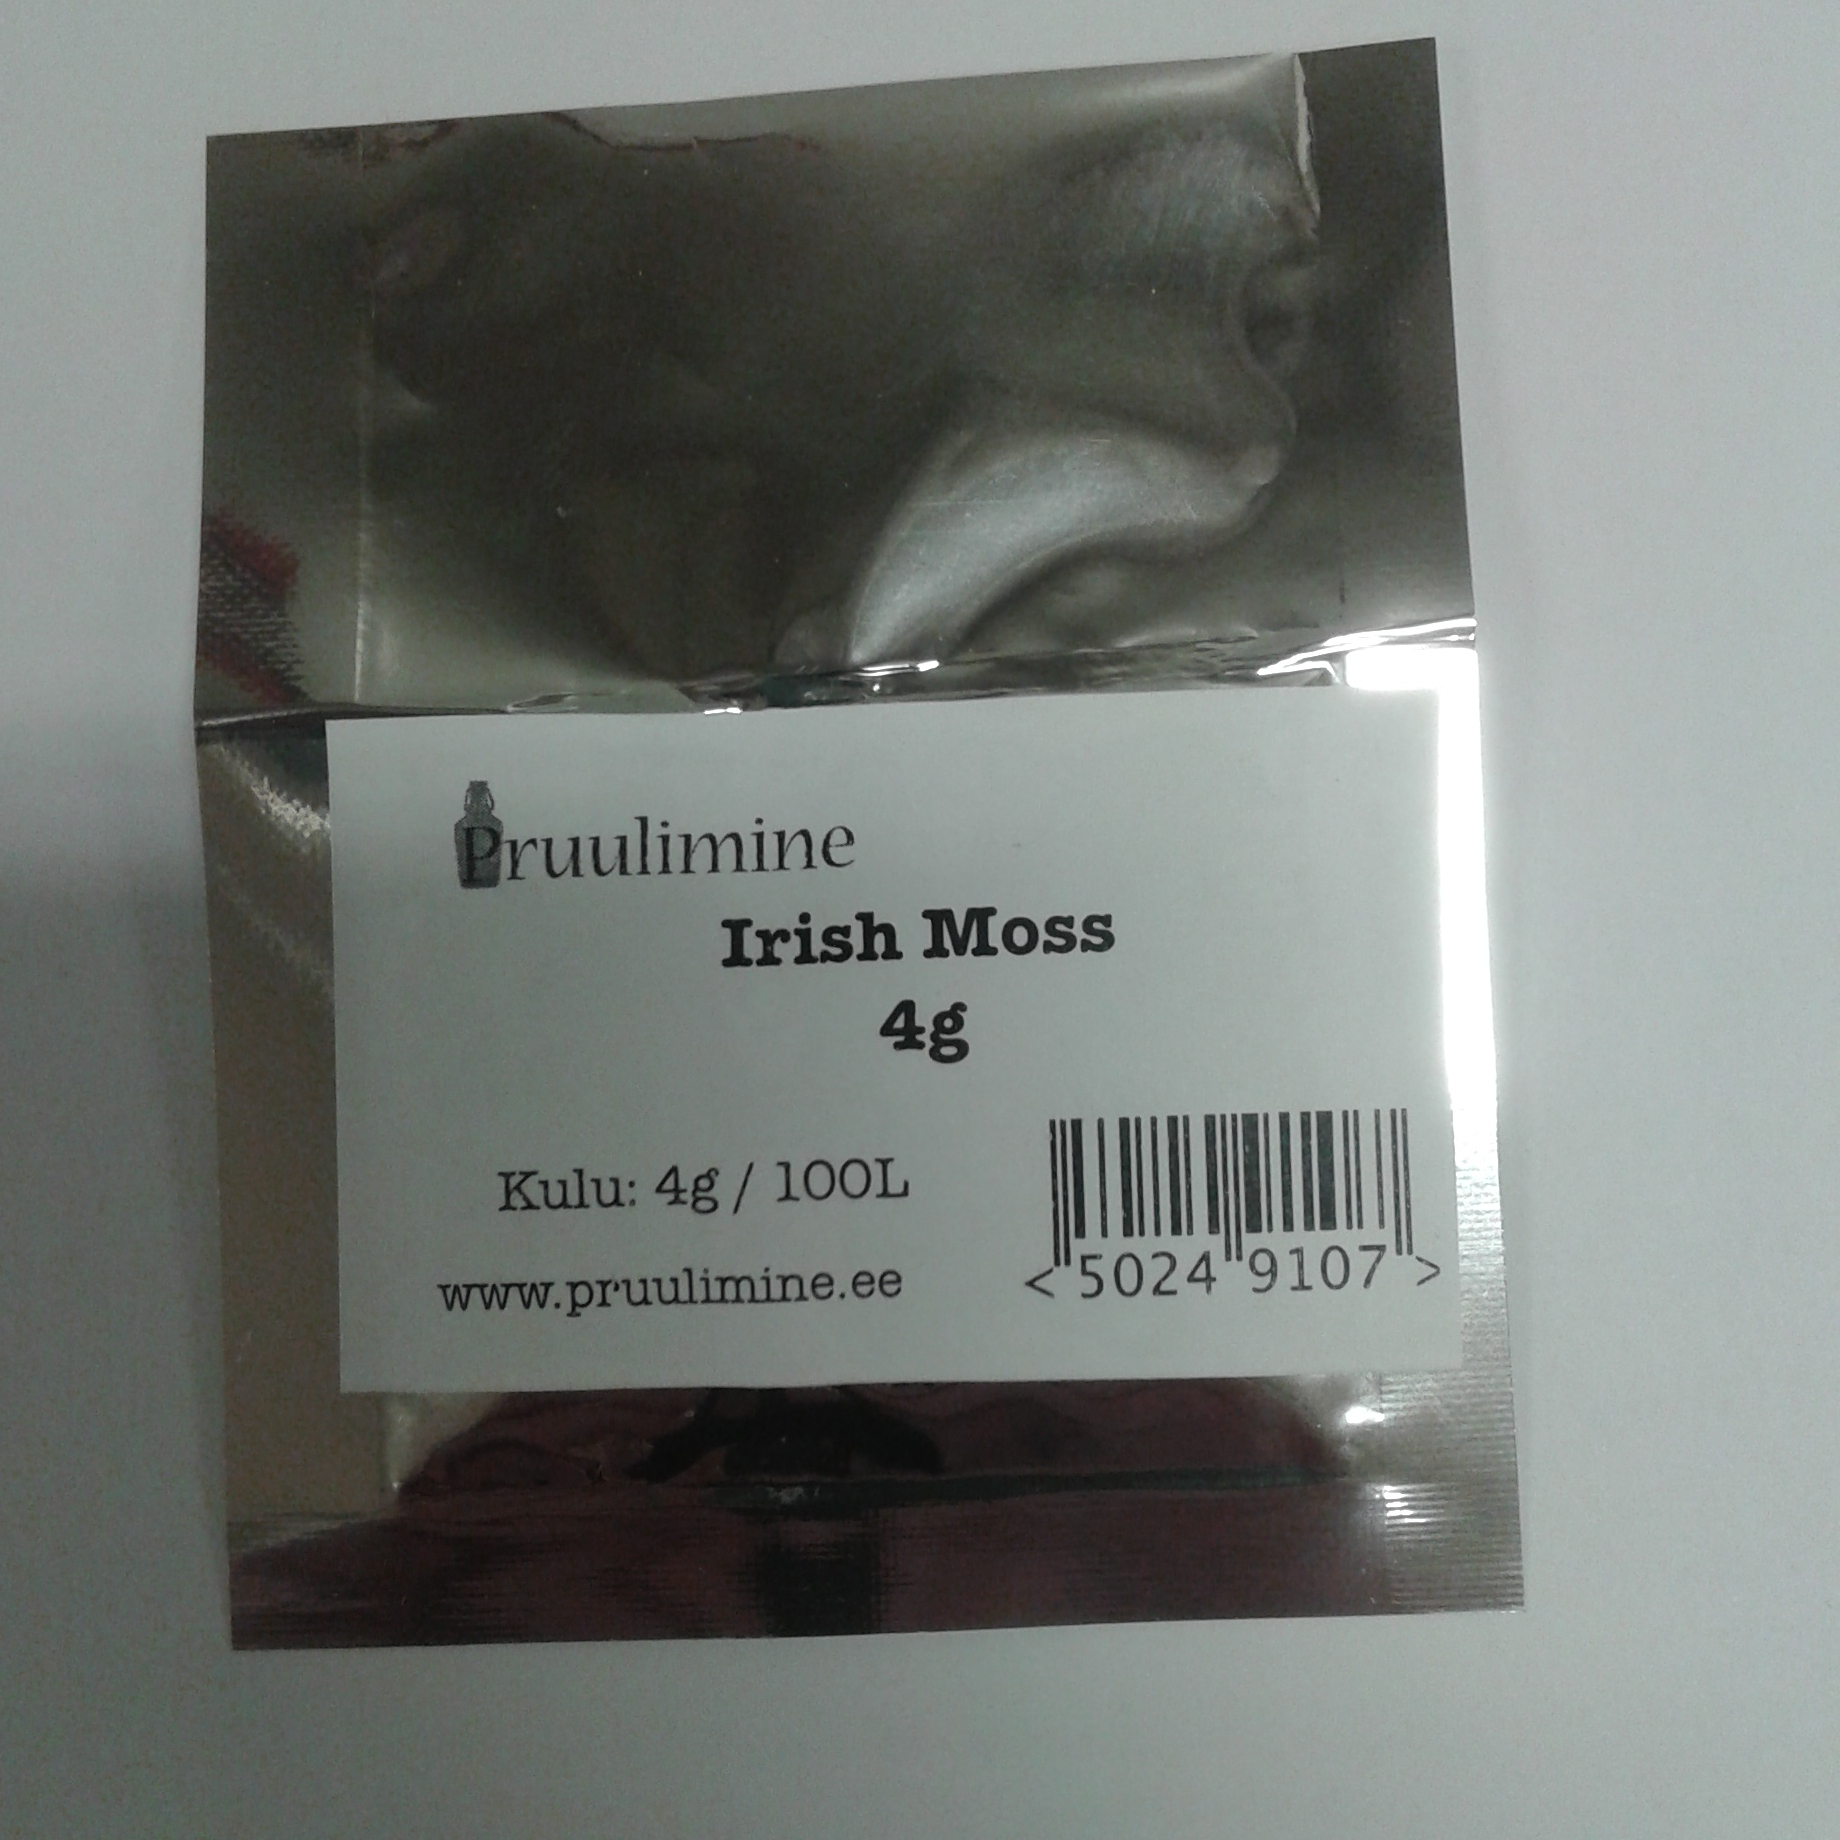 Pruulimine
Irish Moss
4g
Kulu: 4g / 100L
www.pruulimine.ee
< 5024 9107 >